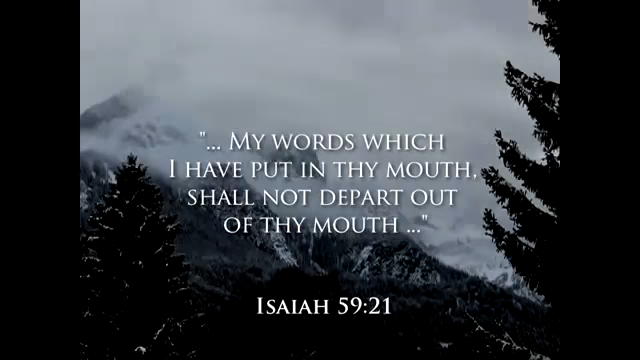 "... My words which
I have put in thy mouth,
shall not depart out
of thy mouth ..."
Isaiah 59:21